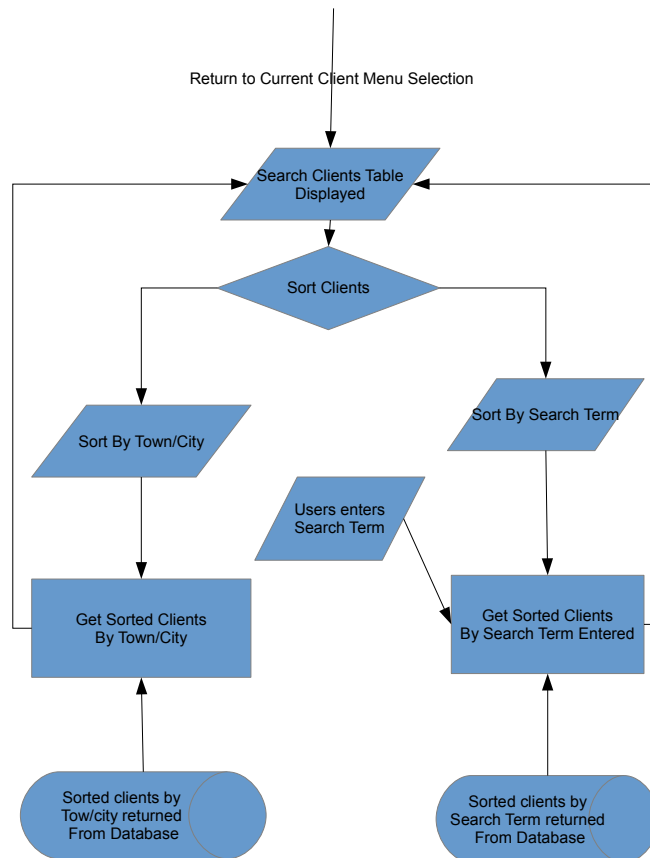 Return to Current Client Menu Selection
Search Clients Table
Displayed
Sort Clients
Sort By Town/City
Sort By Search Term
Users enters
Search Term
Get Sorted Clients
By Town/City
Get Sorted Clients
By Search Term Entered
Sorted clients by
Tow/city returned
From Database
Sorted clients by
Search Term returned
From Database